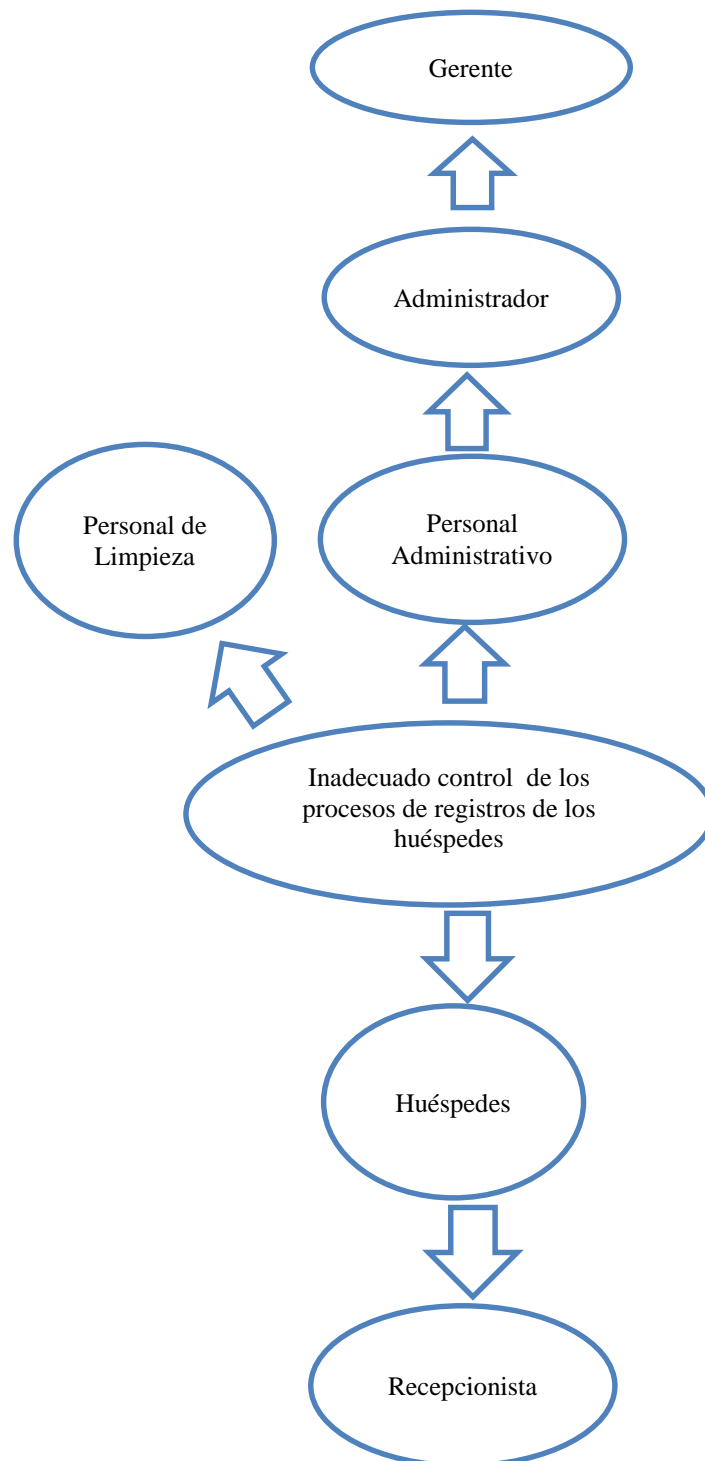 Gerente
Administrador
Personal de
Limpieza
Personal
Administrativo
Inadecuado control de los
procesos de registros de los
huéspedes
Huéspedes
Recepcionista